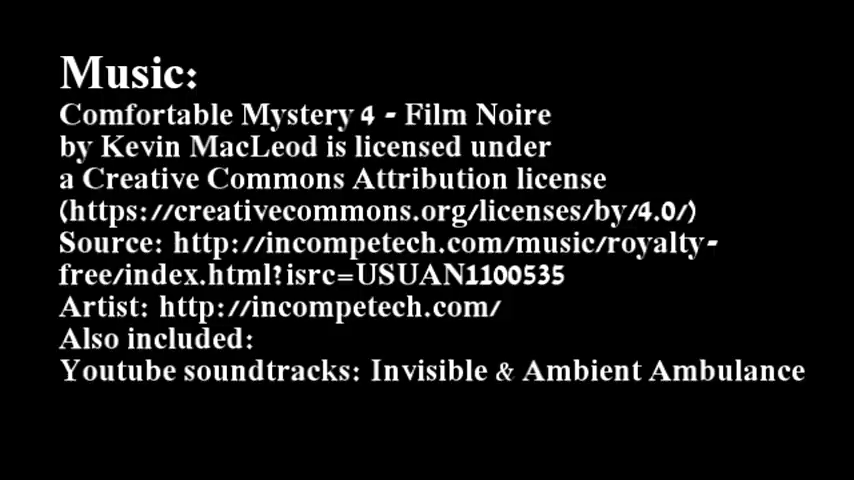 Music:
Comfortable Mystery 4 - Film Noire
by Kevin MacLeod is licensed under
a Creative Commons Attribution license
(https://creativecommons.org/licenses/by/4.0/)
Source: http://incompetech.com/music/royalty-
free/index.html?isrc=USUAN1100535
Artist: http://incompetech.com/
Also included:
Youtube soundtracks: Invisible & Ambient Ambulance